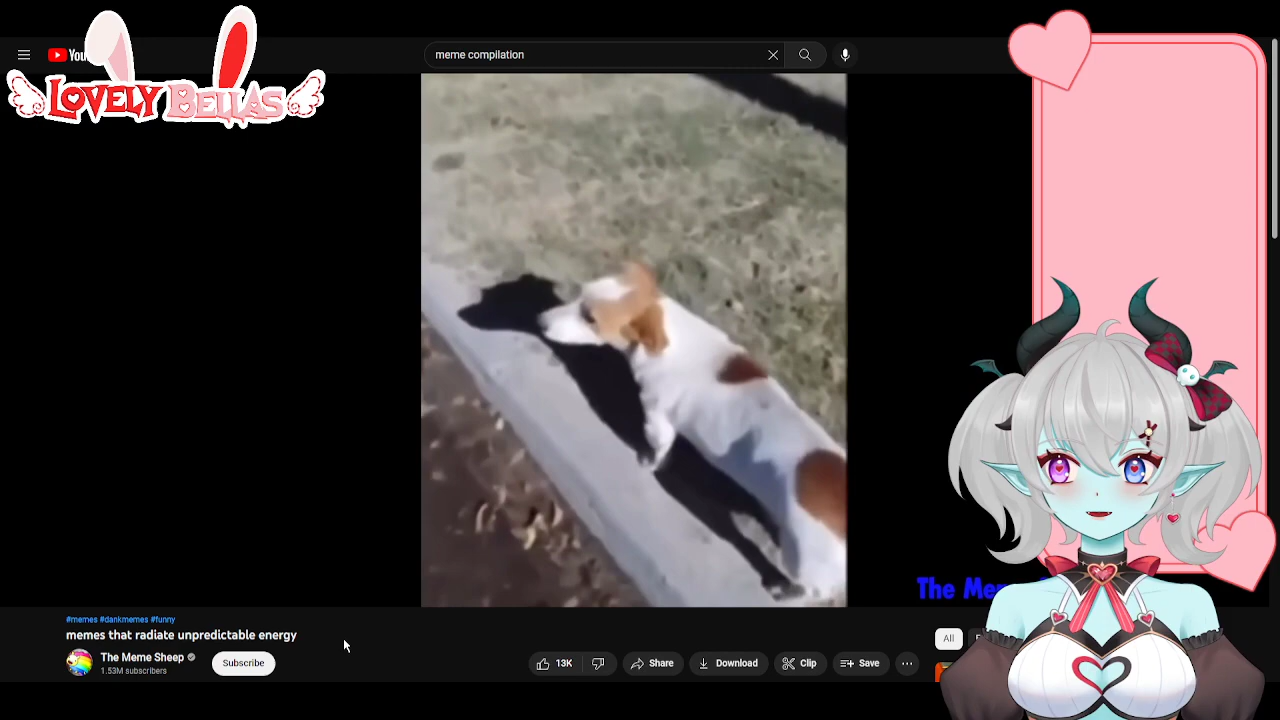 You
meme compilation
LOVELY BELLAS
The Me
#memes #dankmemes #funny
memes that radiate unpredictable energy
The Meme Sheep
1.53M subscribers
Subscribe
13K
Share
Download
Clip
Save
All